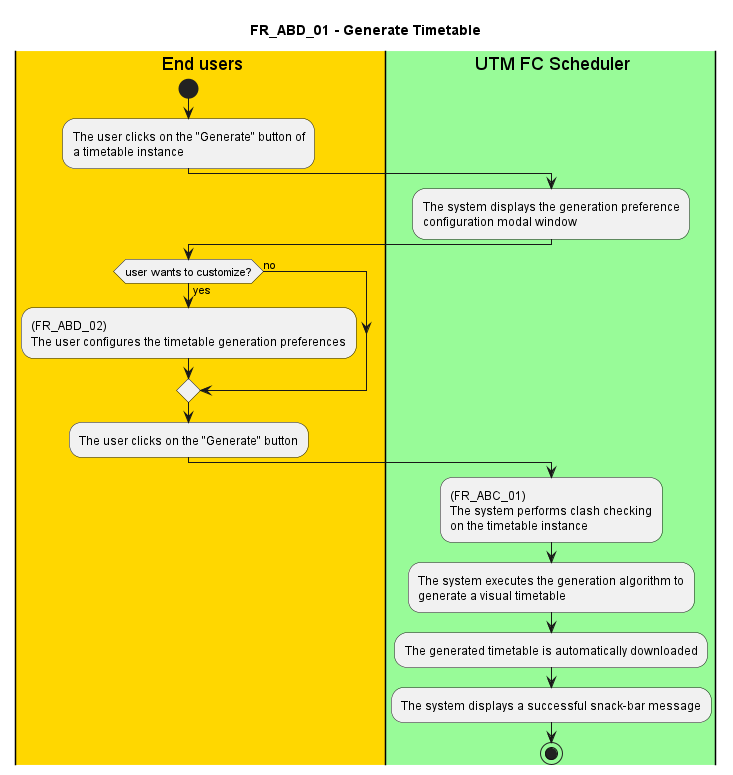 FR_ABD_01 - Generate Timetable
End users
UTM FC Scheduler
The user clicks on the "Generate" button of
a timetable instance
The system displays the generation preference
configuration modal window
user wants to customize?
no
yes
(FR_ABD_02)
The user configures the timetable generation preferences
The user clicks on the "Generate" button
(FR_ABC_01)
The system performs clash checking
on the timetable instance
The system executes the generation algorithm to
generate a visual timetable
The generated timetable is automatically downloaded
The system displays a successful snack-bar message